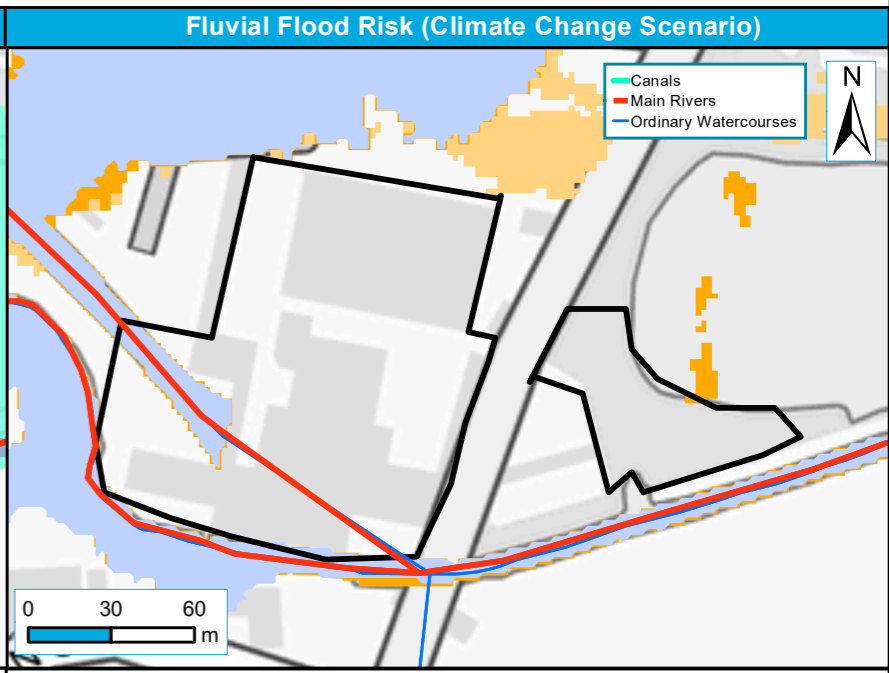 Fluvial Flood Risk (Climate Change Scenario)
Canals
Main Rivers
Ordinary Watercourses
N
0 30 60
m